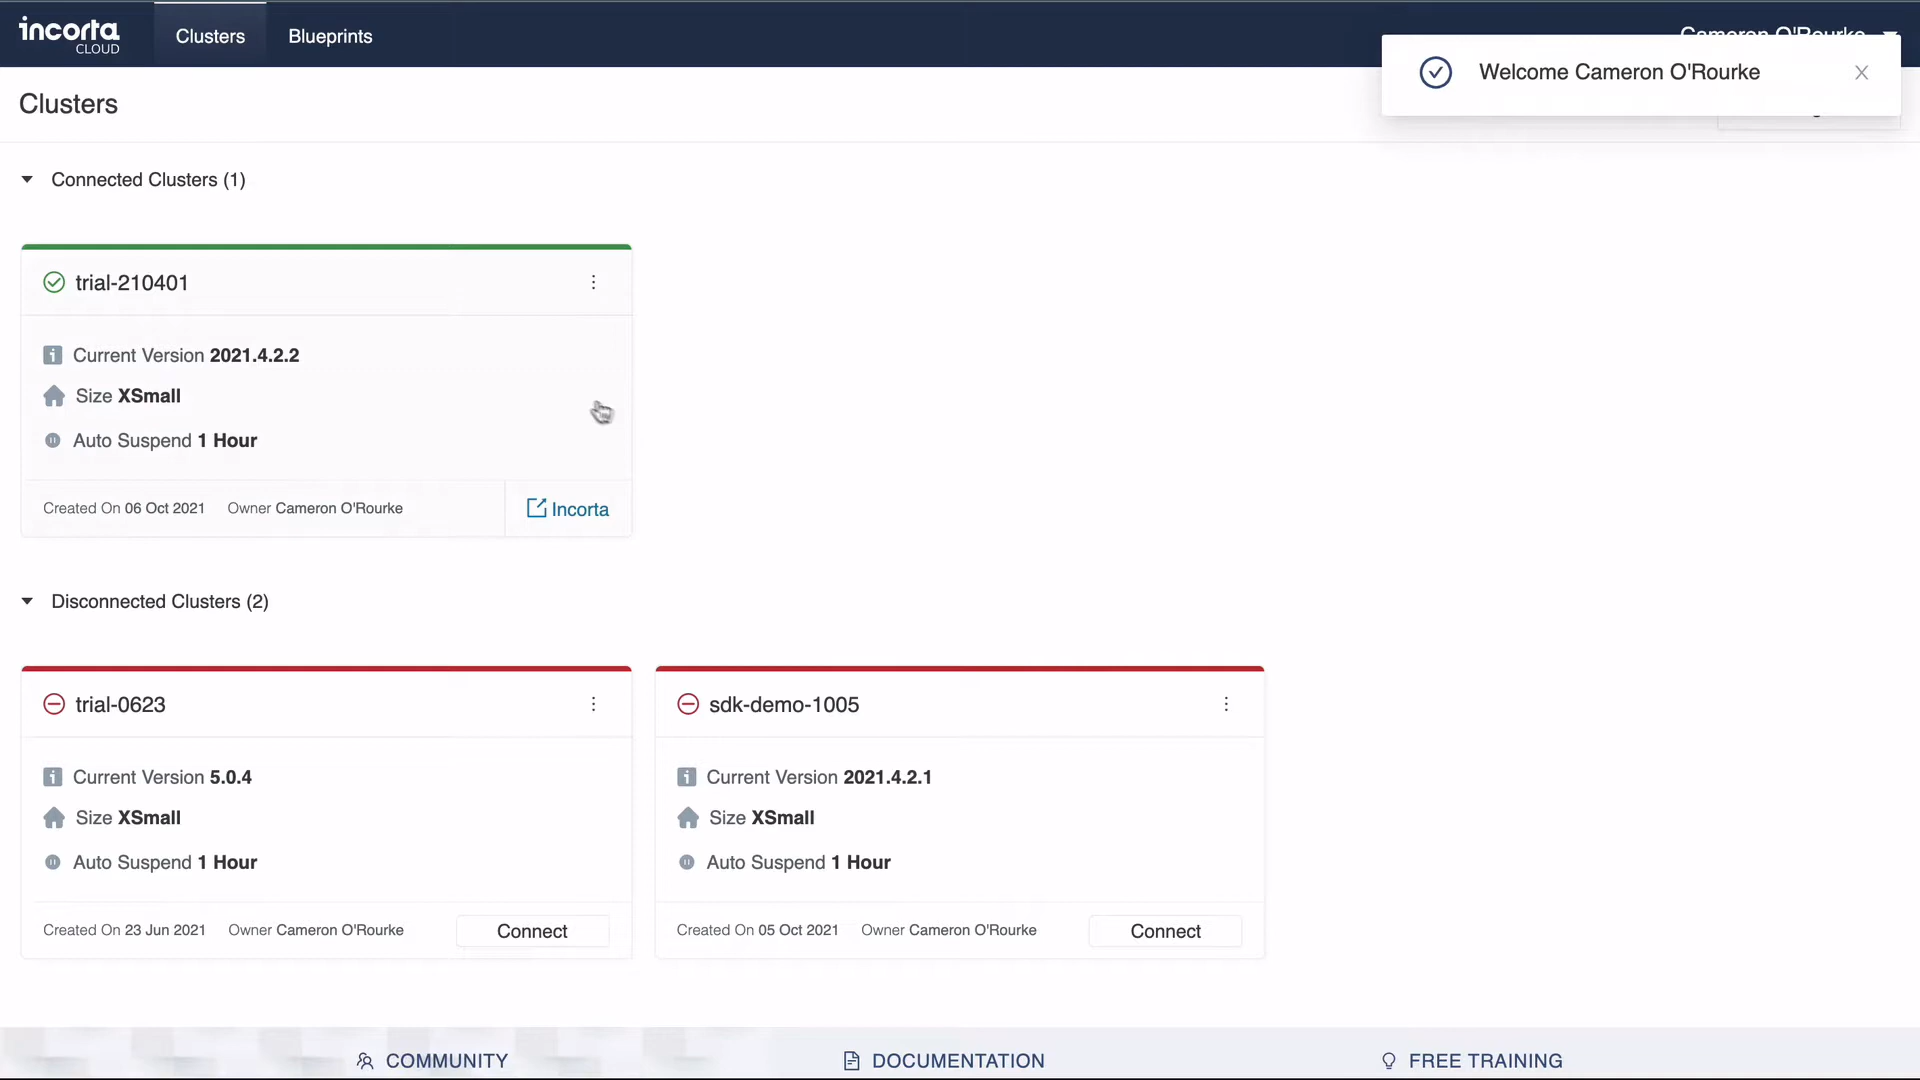 incorta
CLOUD
Clusters
Blueprints
Cameron O'Rourke
Welcome Cameron O'Rourke
Clusters
Connected Clusters (1)
trial-210401
Current Version 2021.4.2.2
Size XSmall
Auto Suspend 1 Hour
Created On 06 Oct 2021 Owner Cameron O'Rourke
Incorta
Disconnected Clusters (2)
trial-0623
Current Version 5.0.4
Size XSmall
Auto Suspend 1 Hour
Created On 23 Jun 2021 Owner Cameron O'Rourke
Connect
sdk-demo-1005
Current Version 2021.4.2.1
Size XSmall
Auto Suspend 1 Hour
Created On 05 Oct 2021 Owner Cameron O'Rourke
Connect
COMMUNITY
DOCUMENTATION
FREE TRAINING